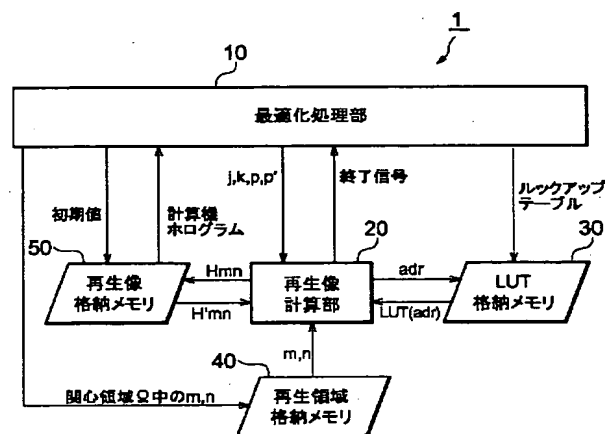 1
10
最適化処理部
初期値
計算機
ホログラム
j,k,p,p'
終了信号
ルックアップ
テーブル
50
20
30
再生像
格納メモリ
Hmn
H'mn
再生像
計算部
adr
LUT(adr)
LUT
格納メモリ
m,n
40
関心領域Ω中のm,n
再生領域
格納メモリ